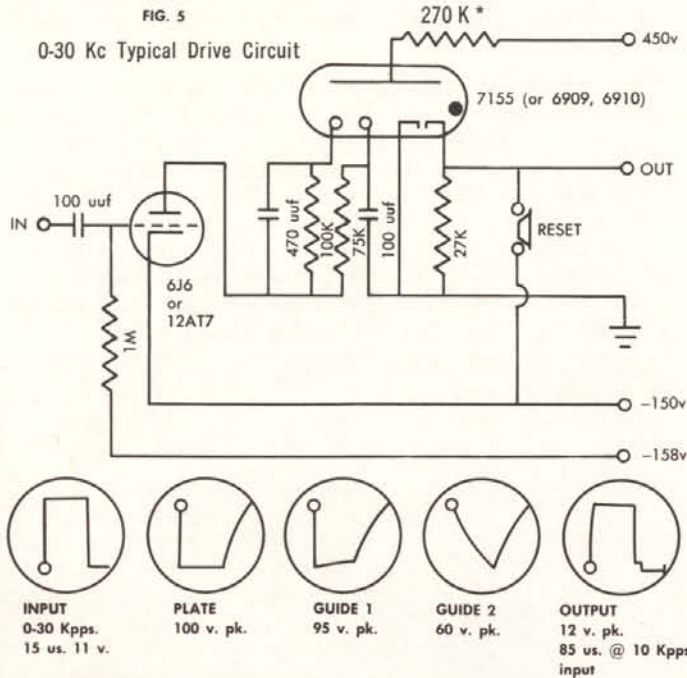 FIG. 5
0-30 Kc Typical Drive Circuit
270 K *
450v
7155 (or 6909, 6910)
OUT
100 uuf
IN
470 uuf
100K
75K
100 uuf
27K
RESET
6J6
or
12AT7
1M
-150v
-158v
INPUT
0-30 Kpps.
15 us. 11 v.
PLATE
100 v. pk.
GUIDE 1
95 v. pk.
GUIDE 2
60 v. pk.
OUTPUT
12 v. pk.
85 us. @ 10 Kpps
input